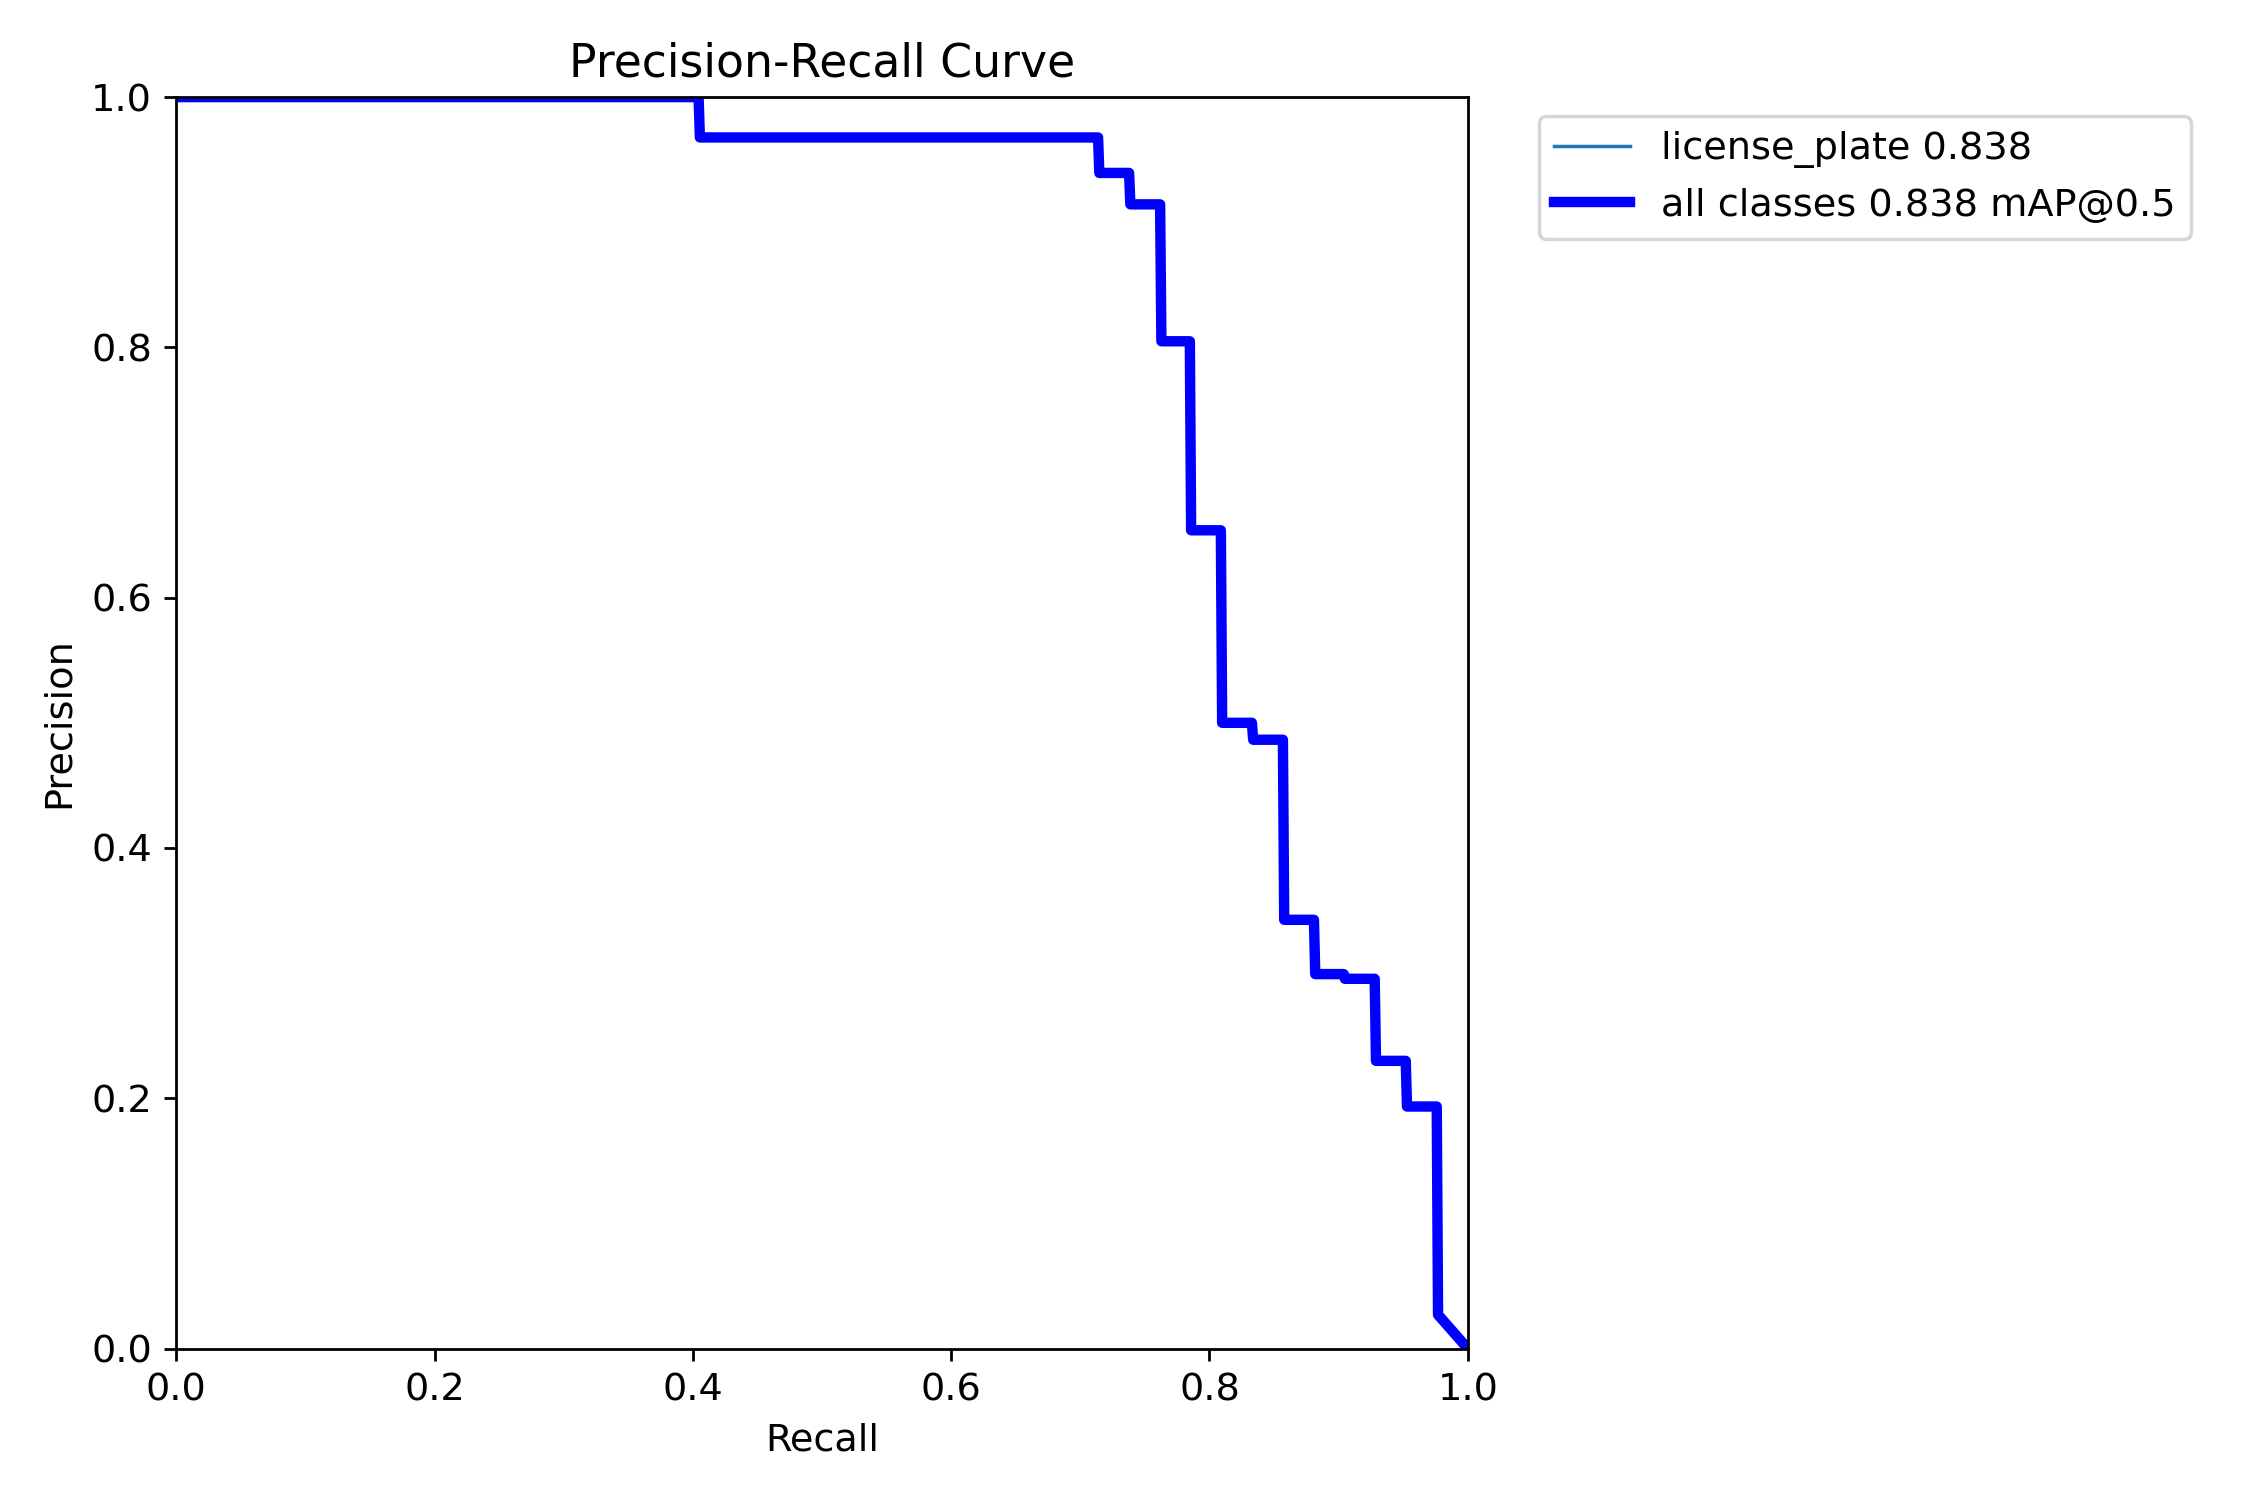 Precision-Recall Curve
1.0
0.8
0.6
0.4
0.2
0.0
Precision
0.0 0.2 0.4 0.6 0.8 1.0
Recall
license_plate 0.838
all classes 0.838 mAP@0.5